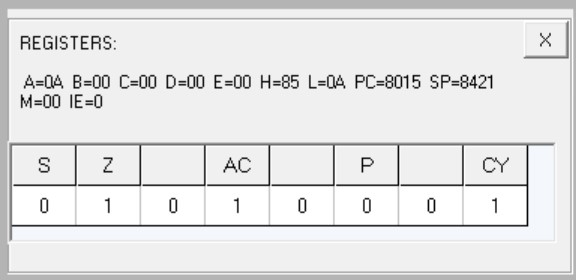 X
REGISTERS:
A=0A B=00 C=00 D=00 E=00 H=85 L=0A PC=8015 SP=8421
M=00 IE=0
S Z AC P CY
0 1 0 1 0 0 0 1